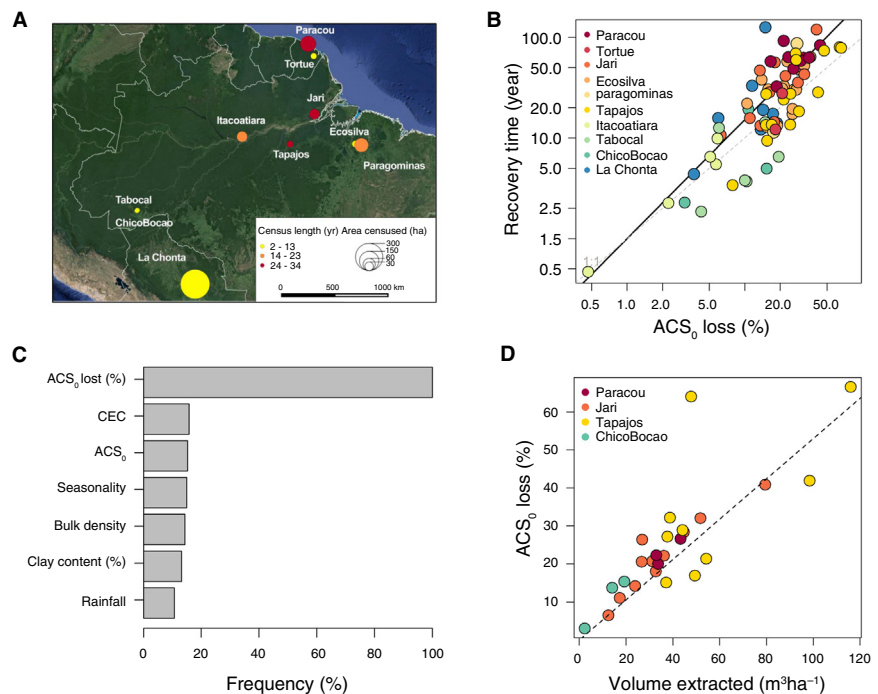 A
Paracou
Tortue
Jari
Itacoatiara
Ecosilva
Tapajos
Paragominas
Tabocal
ChicoBocao
La Chonta
Census length (yr) Area censused (ha)
2 - 13
14 - 23
24 - 34
300
150
60
30
0 500 1000 km
B
Recovery time (year)
100.0
50.0
20.0
10.0
5.0
2.5
1.5
0.5
Paracou
Tortue
Jari
Ecosilva
paragominas
Tapajos
Itacoatiara
Tabocal
ChicoBocao
La Chonta
0.5 1.0 2.0 5.0 20.0 50.0
ACS₀ loss (%)
C
ACS₀ lost (%)
CEC
ACS₀
Seasonality
Bulk density
Clay content (%)
Rainfall
0 20 40 60 80 100
Frequency (%)
D
ACS₀ loss (%)
60
50
40
30
20
10
Paracou
Jari
Tapajos
ChicoBocao
0 20 40 60 80 100 120
Volume extracted (m³ha⁻¹)